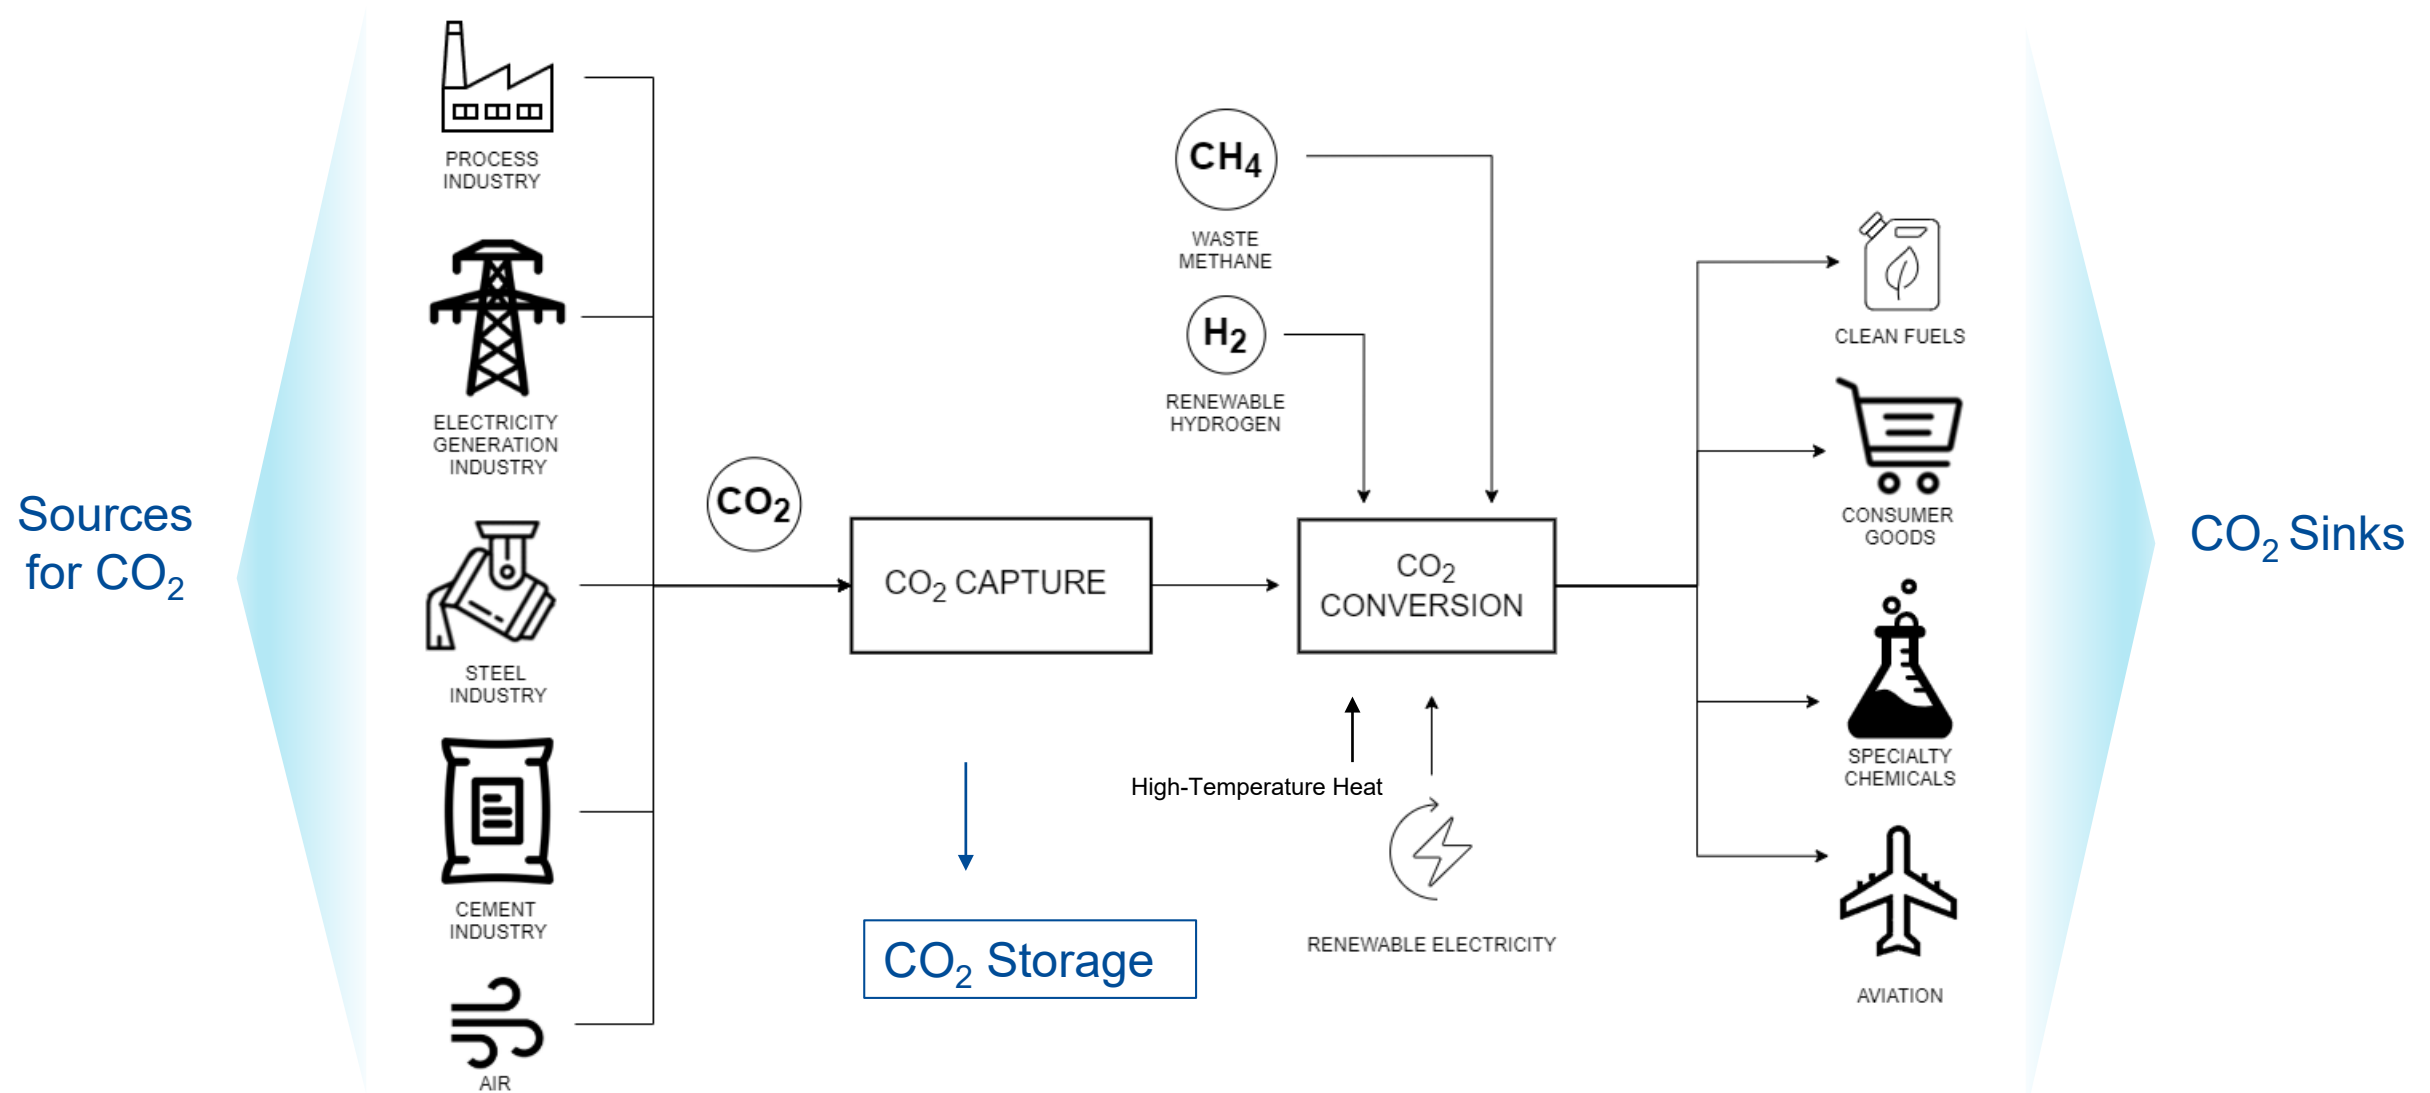 Sources
for CO2
PROCESS
INDUSTRY
ELECTRICITY
GENERATION
INDUSTRY
STEEL
INDUSTRY
CEMENT
INDUSTRY
AIR
CO2
CO2 CAPTURE
CO2 Storage
CH4
WASTE
METHANE
H2
RENEWABLE
HYDROGEN
CO2
CONVERSION
High-Temperature Heat
RENEWABLE ELECTRICITY
CLEAN FUELS
CONSUMER
GOODS
SPECIALTY
CHEMICALS
AVIATION
CO2 Sinks